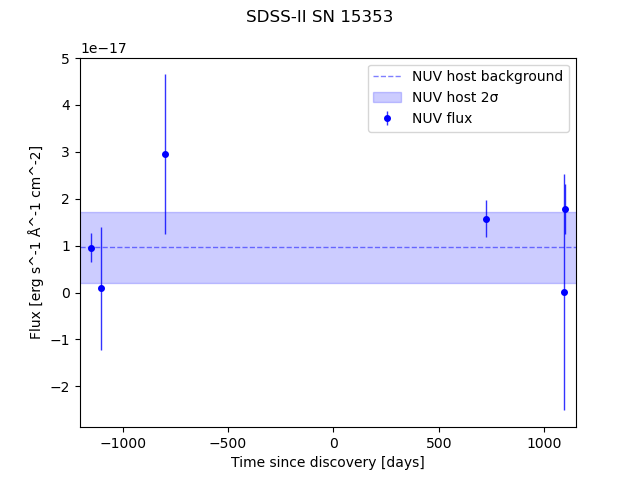 SDSS-II SN 15353
1e−17
NUV host background
NUV host 2σ
NUV flux
5
4
3
2
1
0
−1
−2
Flux [erg s^-1 Å^-1 cm^-2]
−1000
−500
0
500
1000
Time since discovery [days]